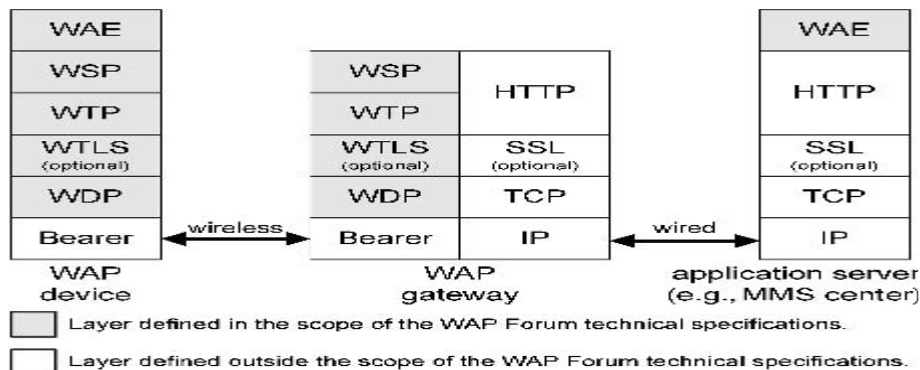 WAE
WSP
WTP
WTLS
(optional)
WDP
Bearer
WAP
device
wireless
WSP
WTP
WTLS
(optional)
WDP
Bearer
HTTP
SSL
(optional)
TCP
IP
WAP
gateway
wired
WAE
HTTP
SSL
(optional)
TCP
IP
application server
(e.g., MMS center)
Layer defined in the scope of the WAP Forum technical specifications.
Layer defined outside the scope of the WAP Forum technical specifications.